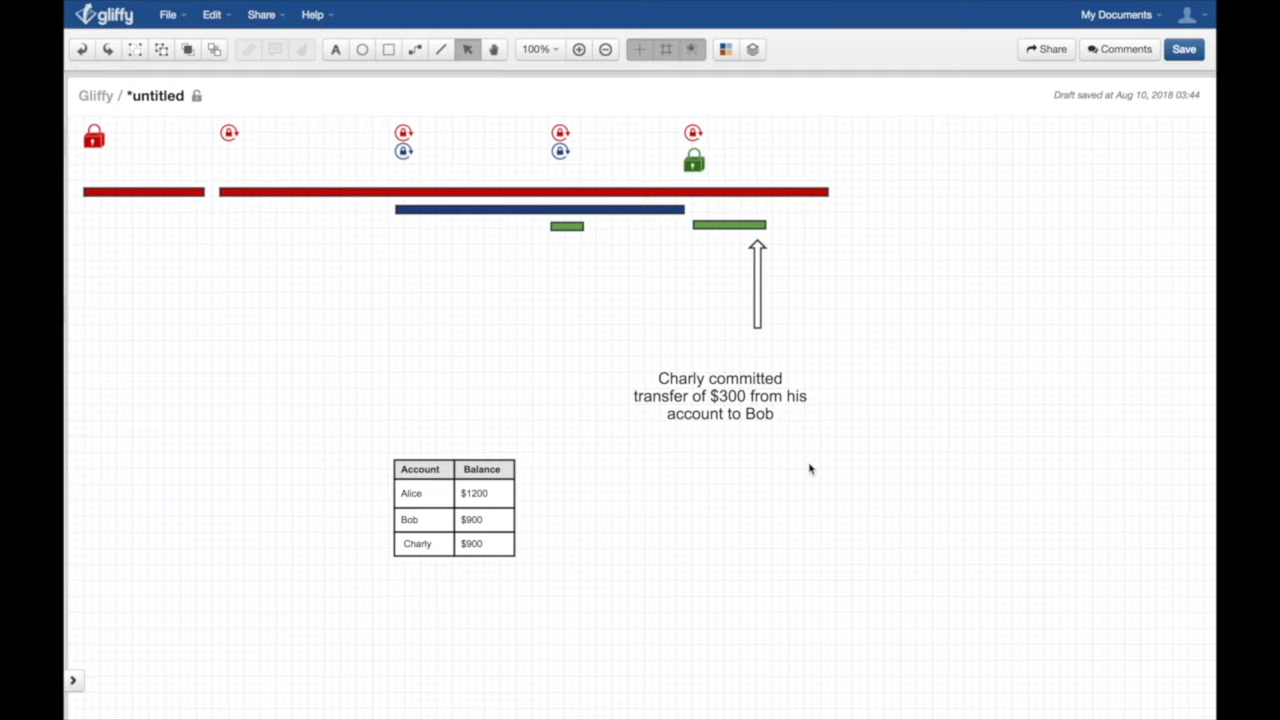 gliffy File Edit Share Help My Documents
A 100% Share Comments Save
Gliffy / *untitled Draft saved at Aug 10, 2018 03:44
Charly committed
transfer of $300 from his
account to Bob
Account Balance
Alice $1200
Bob $900
Charly $900